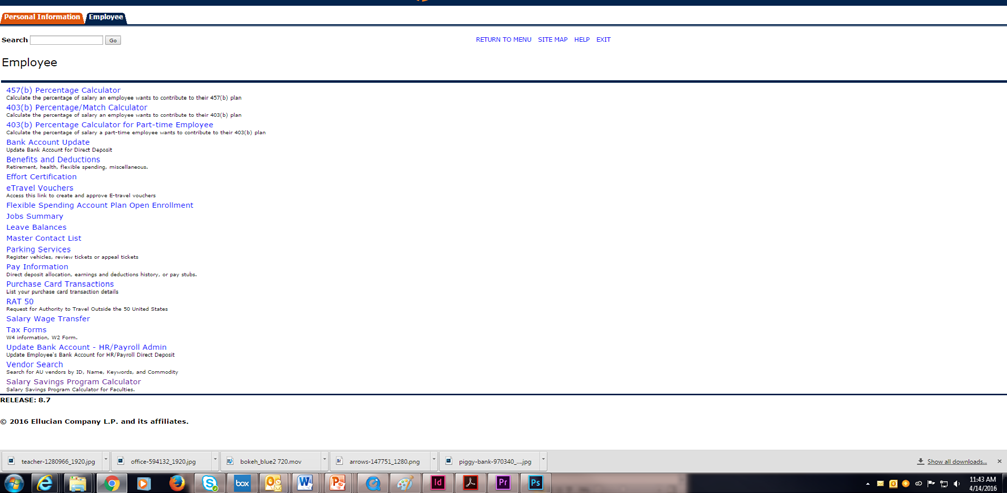 Personal Information Employee
Search Go RETURN TO MENU SITE MAP HELP EXIT
Employee
457(b) Percentage Calculator
Calculate the percentage of salary an employee wants to contribute to their 457(b) plan
403(b) Percentage/Match Calculator
Calculate the percentage of salary an employee wants to contribute to their 403(b) plan
403(b) Percentage Calculator for Part-time Employee
Calculate the percentage of salary a part-time employee wants to contribute to their 403(b) plan
Bank Account Update
Update Bank Account for Direct Deposit
Benefits and Deductions
Retirement, health, flexible spending, miscellaneous.
Effort Certification
eTravel Vouchers
Access this link to create and approve E-travel vouchers
Flexible Spending Account Plan Open Enrollment
Jobs Summary
Leave Balances
Master Contact List
Parking Services
Register vehicles, review tickets or appeal tickets
Pay Information
Direct deposit allocation, earnings and deductions history, or pay stubs.
Purchase Card Transactions
List your purchase card transaction details
RAT 50
Request for Authority to Travel Outside the 50 United States
Salary Wage Transfer
Tax Forms
W4 information, W2 Form.
Update Bank Account - HR/Payroll Admin
Update Employee's Bank Account for HR/Payroll Direct Deposit
Vendor Search
Search for AU vendors by ID, Name, Keywords, and Commodity
Salary Savings Program Calculator
Salary Savings Program Calculator for Faculties.
RELEASE: 8.7
© 2016 Ellucian Company L.P. and its affiliates.
teacher-1280966_1920.jpg office-594132_1920.jpg bokeh_blue2 720.mov arrows-147751_1280.png piggy-bank-970340_...jpg Show all downloads...
box Id Pr Ps 11:43 AM
4/14/2016